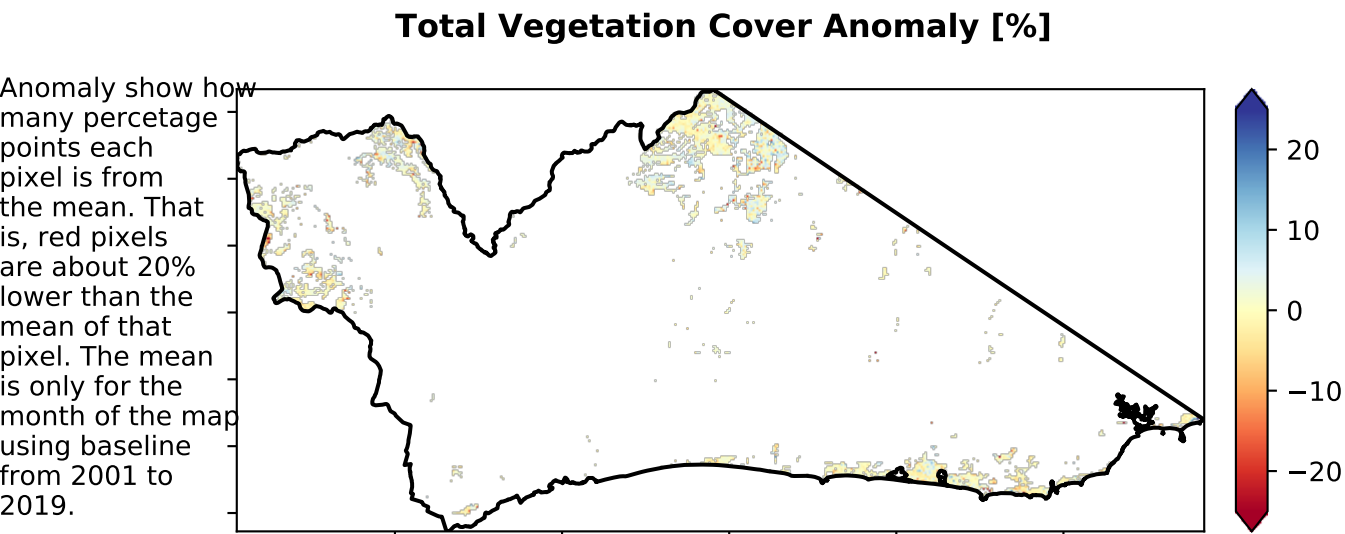 Total Vegetation Cover Anomaly [%]
Anomaly show how
many percetage
points each
pixel is from
the mean. That
is, red pixels
are about 20%
lower than the
mean of that
pixel. The mean
is only for the
month of the map
using baseline
from 2001 to
2019.
20
10
0
−10
−20